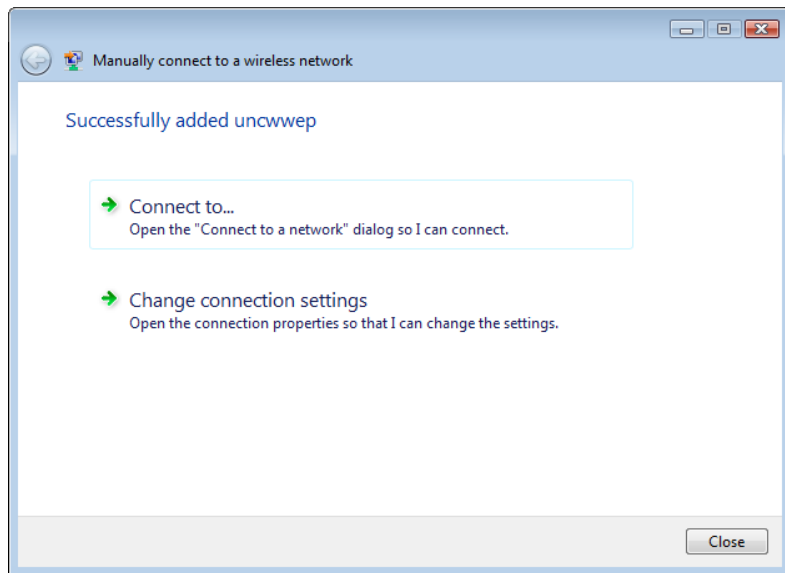 Manually connect to a wireless network
Successfully added uncwwep
Connect to...
Open the "Connect to a network" dialog so I can connect.
Change connection settings
Open the connection properties so that I can change the settings.
Close